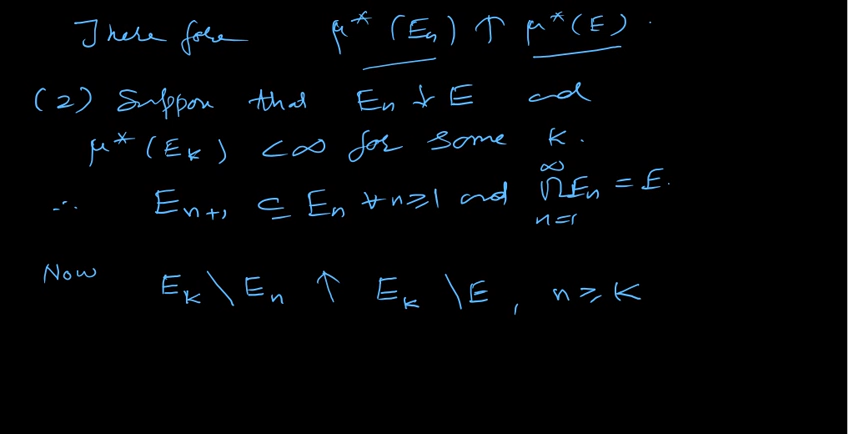 Therefore μ*(En) ↑ μ*(E).
(2) Suppose that En ↓ E and
μ*(Ek) < ∞ for some k.
∴ En+1 ⊆ En ∀ n ≥ 1 and ∞⋂n=1 En = E.
Now Ek \ En ↑ Ek \ E, n ≥ k